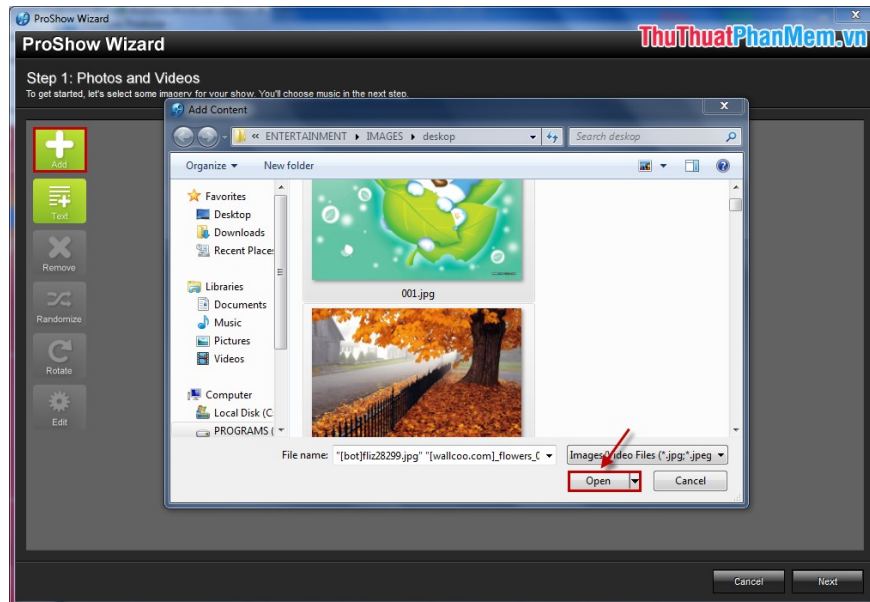 ProShow Wizard
ThuThuatPhanMem.vn
ProShow Wizard
Step 1: Photos and Videos
To get started, let's select some imagery for your show. You'll choose music in the next step.
Add
Text
Remove
Randomize
Rotate
Edit
Add Content
« ENTERTAINMENT ▸ IMAGES ▸ deskop
Search deskop
Organize
New folder
Favorites
Desktop
Downloads
Recent Places
Libraries
Documents
Music
Pictures
Videos
Computer
Local Disk (C
PROGRAMS (
001.jpg
File name: "[bot]fliz28299.jpg" "[wallcoo.com]_flowers_0
Images/Video Files (*.jpg;*.jpeg
Open
Cancel
Cancel
Next